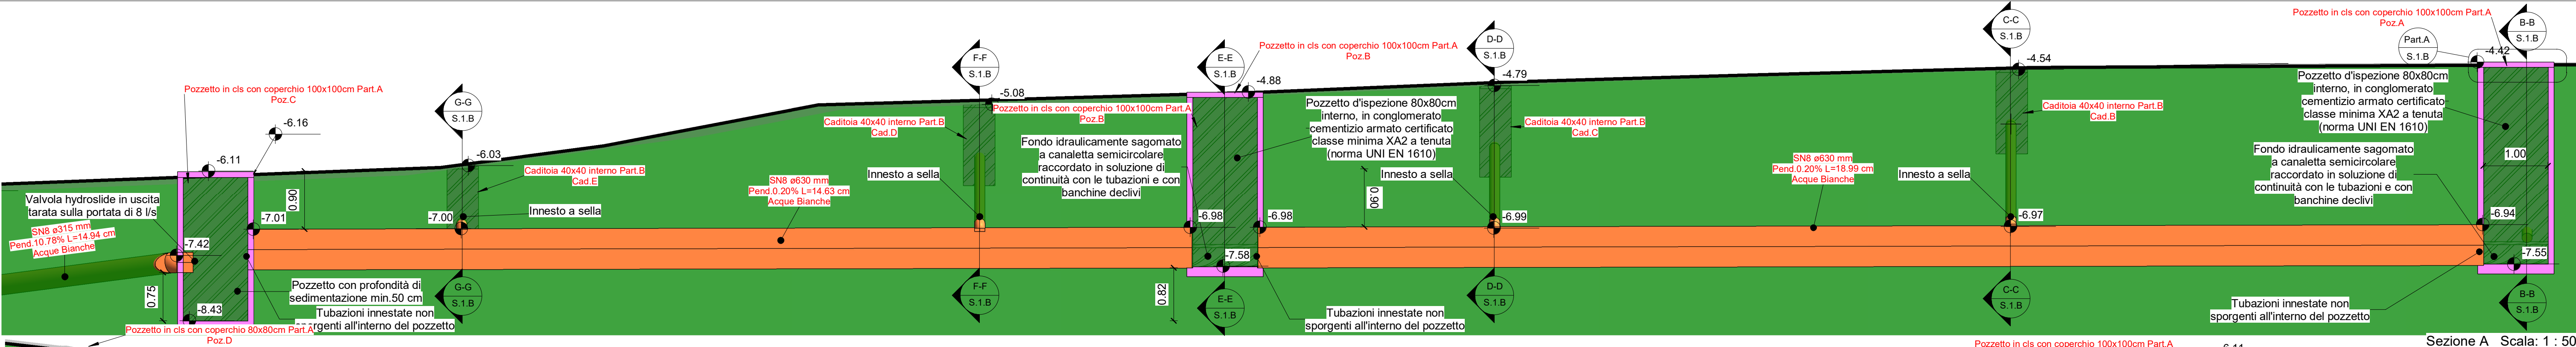 Pozzetto in cls con coperchio 100x100cm Part.A
Poz.C
-6.16
-6.11
Valvola hydroslide in uscita
tarata sulla portata di 8 l/s
SN8 ø315 mm
Pend.10.78% L=14.94 cm
Acque Bianche
-7.42
-7.01
0.90
0.75
-8.43
Pozzetto con profondità di
sedimentazione min.50 cm
Tubazioni innestate non
sporgenti all'interno del pozzetto
Pozzetto in cls con coperchio 80x80cm Part.A
Poz.D
G-G
S.1.B
-6.03
Caditoia 40x40 interno Part.B
Cad.E
-7.00
Innesto a sella
G-G
S.1.B
SN8 ø630 mm
Pend.0.20% L=14.63 cm
Acque Bianche
F-F
S.1.B
-5.08
Caditoia 40x40 interno Part.B
Cad.D
Innesto a sella
F-F
S.1.B
Pozzetto in cls con coperchio 100x100cm Part.A
Poz.B
Fondo idraulicamente sagomato
a canaletta semicircolare
raccordato in soluzione di
continuità con le tubazioni e con
banchine declivi
E-E
S.1.B
Pozzetto in cls con coperchio 100x100cm Part.A
Poz.B
-4.88
Pozzetto d'ispezione 80x80cm
interno, in conglomerato
cementizio armato certificato
classe minima XA2 a tenuta
(norma UNI EN 1610)
-6.98
-6.98
-7.58
0.82
0.90
E-E
S.1.B
Tubazioni innestate non
sporgenti all'interno del pozzetto
D-D
S.1.B
-4.79
Caditoia 40x40 interno Part.B
Cad.C
Innesto a sella
-6.99
D-D
S.1.B
SN8 ø630 mm
Pend.0.20% L=18.99 cm
Acque Bianche
C-C
S.1.B
-4.54
Caditoia 40x40 interno Part.B
Cad.B
Innesto a sella
-6.97
C-C
S.1.B
Pozzetto in cls con coperchio 100x100cm Part.A
Poz.A
Part.A
S.1.B
B-B
S.1.B
-4.42
Pozzetto d'ispezione 80x80cm
interno, in conglomerato
cementizio armato certificato
classe minima XA2 a tenuta
(norma UNI EN 1610)
1.00
Fondo idraulicamente sagomato
a canaletta semicircolare
raccordato in soluzione di
continuità con le tubazioni e con
banchine declivi
-6.94
-7.55
B-B
S.1.B
Tubazioni innestate non
sporgenti all'interno del pozzetto
Sezione A Scala: 1 : 50
Pozzetto in cls con coperchio 100x100cm Part.A